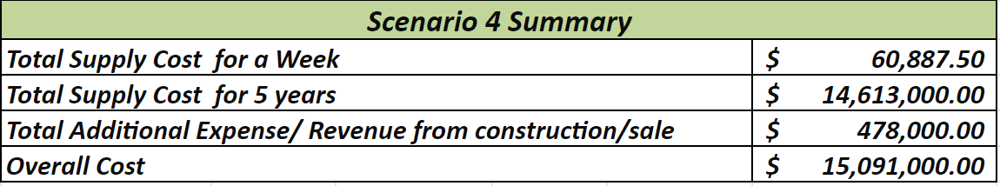 Scenario 4 Summary
Total Supply Cost for a Week $ 60,887.50
Total Supply Cost for 5 years $ 14,613,000.00
Total Additional Expense/ Revenue from construction/sale $ 478,000.00
Overall Cost $ 15,091,000.00